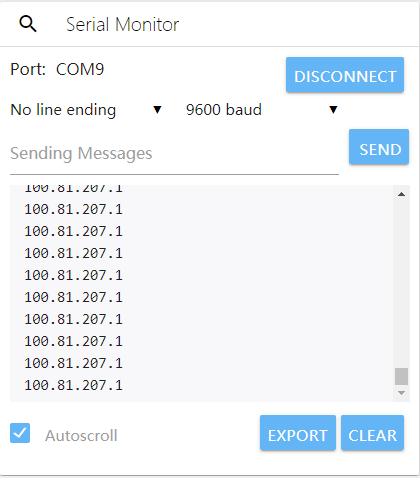 Serial Monitor
Port: COM9
DISCONNECT
No line ending 9600 baud
Sending Messages
SEND
100.81.207.1
100.81.207.1
100.81.207.1
100.81.207.1
100.81.207.1
100.81.207.1
100.81.207.1
100.81.207.1
100.81.207.1
100.81.207.1
Autoscroll
EXPORT CLEAR